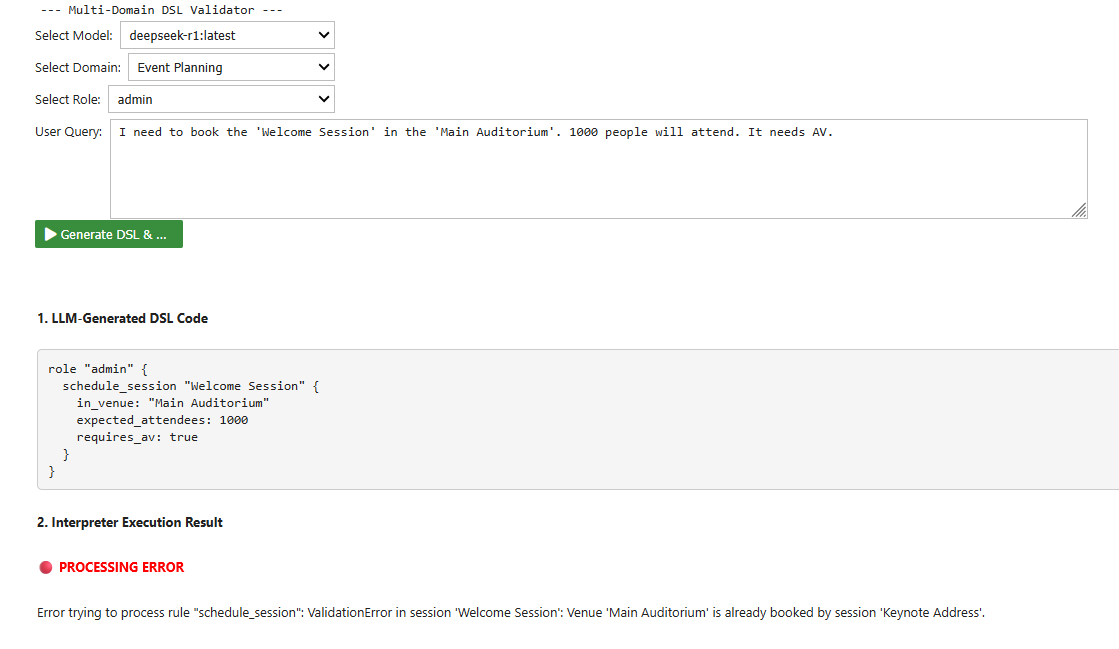 --- Multi-Domain DSL Validator ---
Select Model: deepseek-r1:latest
Select Domain: Event Planning
Select Role: admin
User Query: I need to book the 'Welcome Session' in the 'Main Auditorium'. 1000 people will attend. It needs AV.
Generate DSL & ...
1. LLM-Generated DSL Code
role "admin" {
  schedule_session "Welcome Session" {
    in_venue: "Main Auditorium"
    expected_attendees: 1000
    requires_av: true
  }
}
2. Interpreter Execution Result
PROCESSING ERROR
Error trying to process rule "schedule_session": ValidationError in session 'Welcome Session': Venue 'Main Auditorium' is already booked by session 'Keynote Address'.